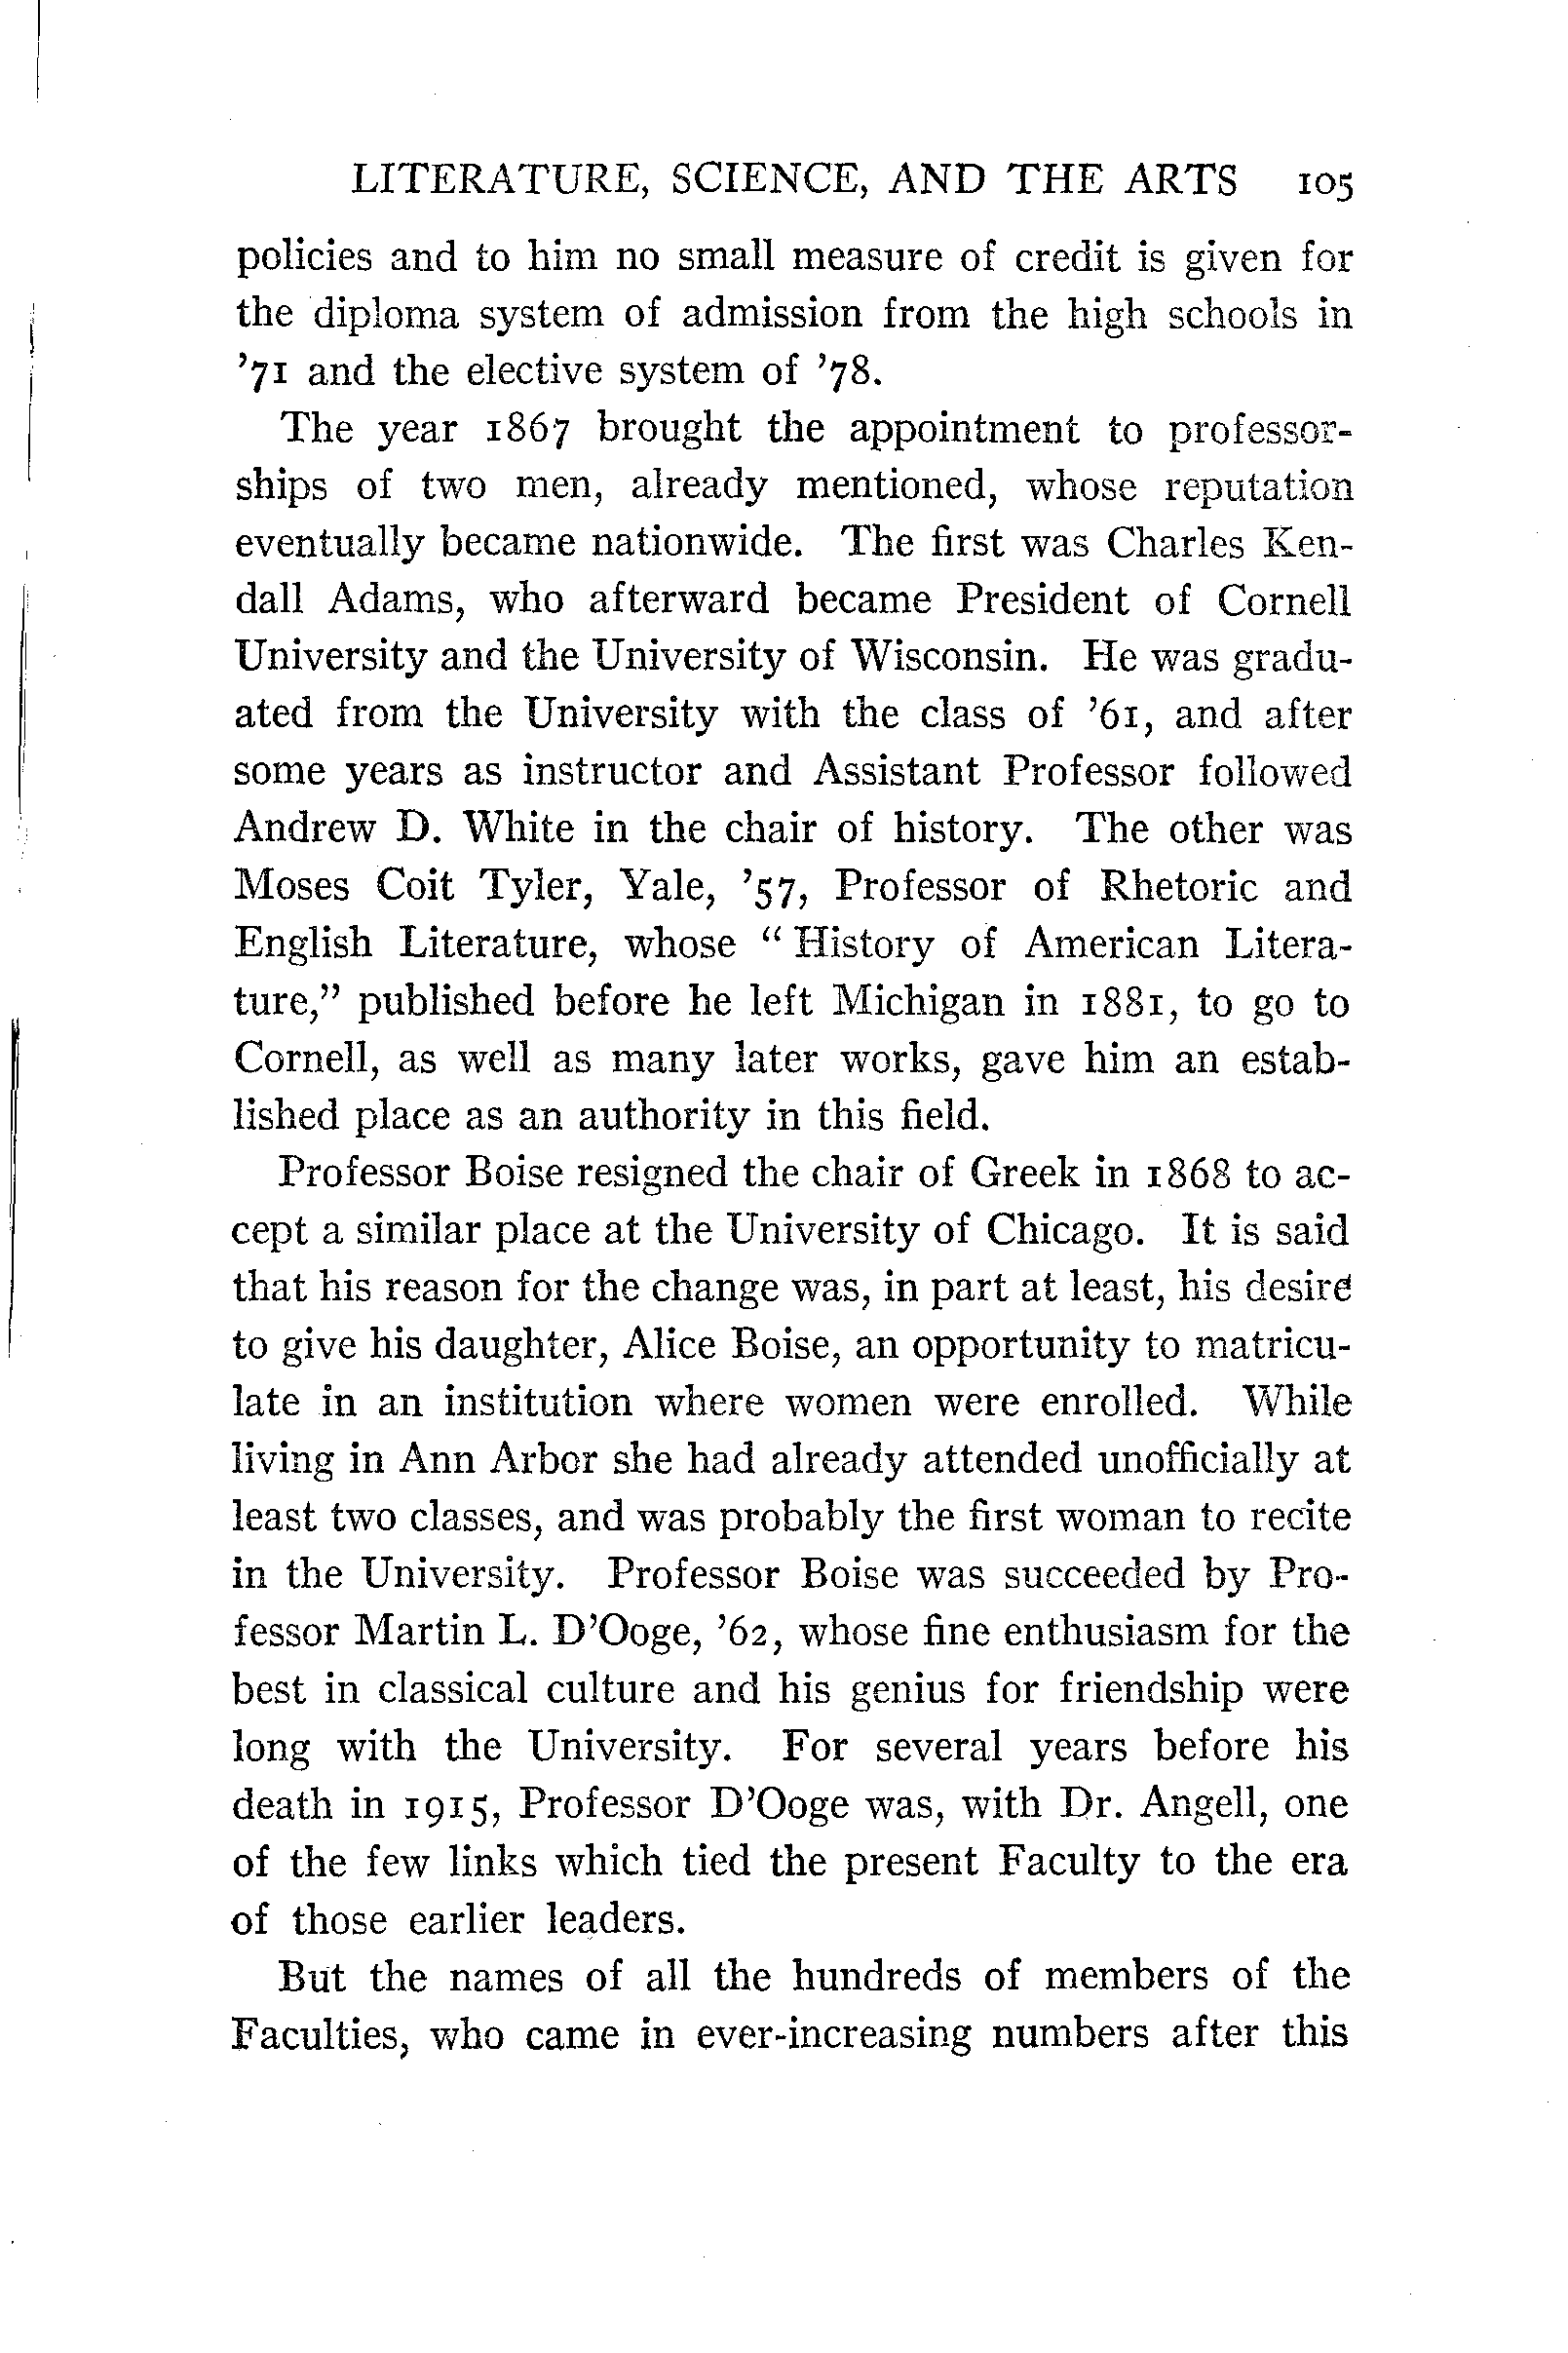 LITERATURE, SCIENCE, AND THE ARTS 105
policies and to him no small measure of credit is given for
the diploma system of admission from the high schools in
’71 and the elective system of ’78.
The year 1867 brought the appointment to professor-
ships of two men, already mentioned, whose reputation
eventually became nationwide. The first was Charles Ken-
dall Adams, who afterward became President of Cornell
University and the University of Wisconsin. He was gradu-
ated from the University with the class of ’61, and after
some years as instructor and Assistant Professor followed
Andrew D. White in the chair of history. The other was
Moses Coit Tyler, Yale, ’57, Professor of Rhetoric and
English Literature, whose “ History of American Litera-
ture,” published before he left Michigan in 1881, to go to
Cornell, as well as many later works, gave him an estab-
lished place as an authority in this field.
Professor Boise resigned the chair of Greek in 1868 to ac-
cept a similar place at the University of Chicago. It is said
that his reason for the change was, in part at least, his desire
to give his daughter, Alice Boise, an opportunity to matricu-
late in an institution where women were enrolled. While
living in Ann Arbor she had already attended unofficially at
least two classes, and was probably the first woman to recite
in the University. Professor Boise was succeeded by Pro-
fessor Martin L. D’Ooge, ’62, whose fine enthusiasm for the
best in classical culture and his genius for friendship were
long with the University. For several years before his
death in 1915, Professor D’Ooge was, with Dr. Angell, one
of the few links which tied the present Faculty to the era
of those earlier leaders.
But the names of all the hundreds of members of the
Faculties, who came in ever-increasing numbers after this